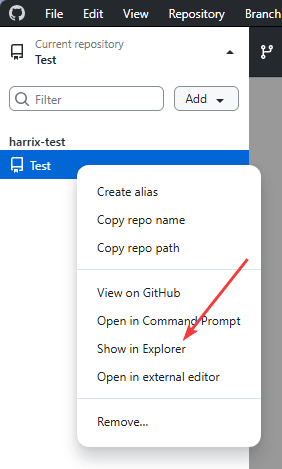 File Edit View Repository Branch
Current repository
Test
Filter
Add
harrix-test
Test
Create alias
Copy repo name
Copy repo path
View on GitHub
Open in Command Prompt
Show in Explorer
Open in external editor
Remove...